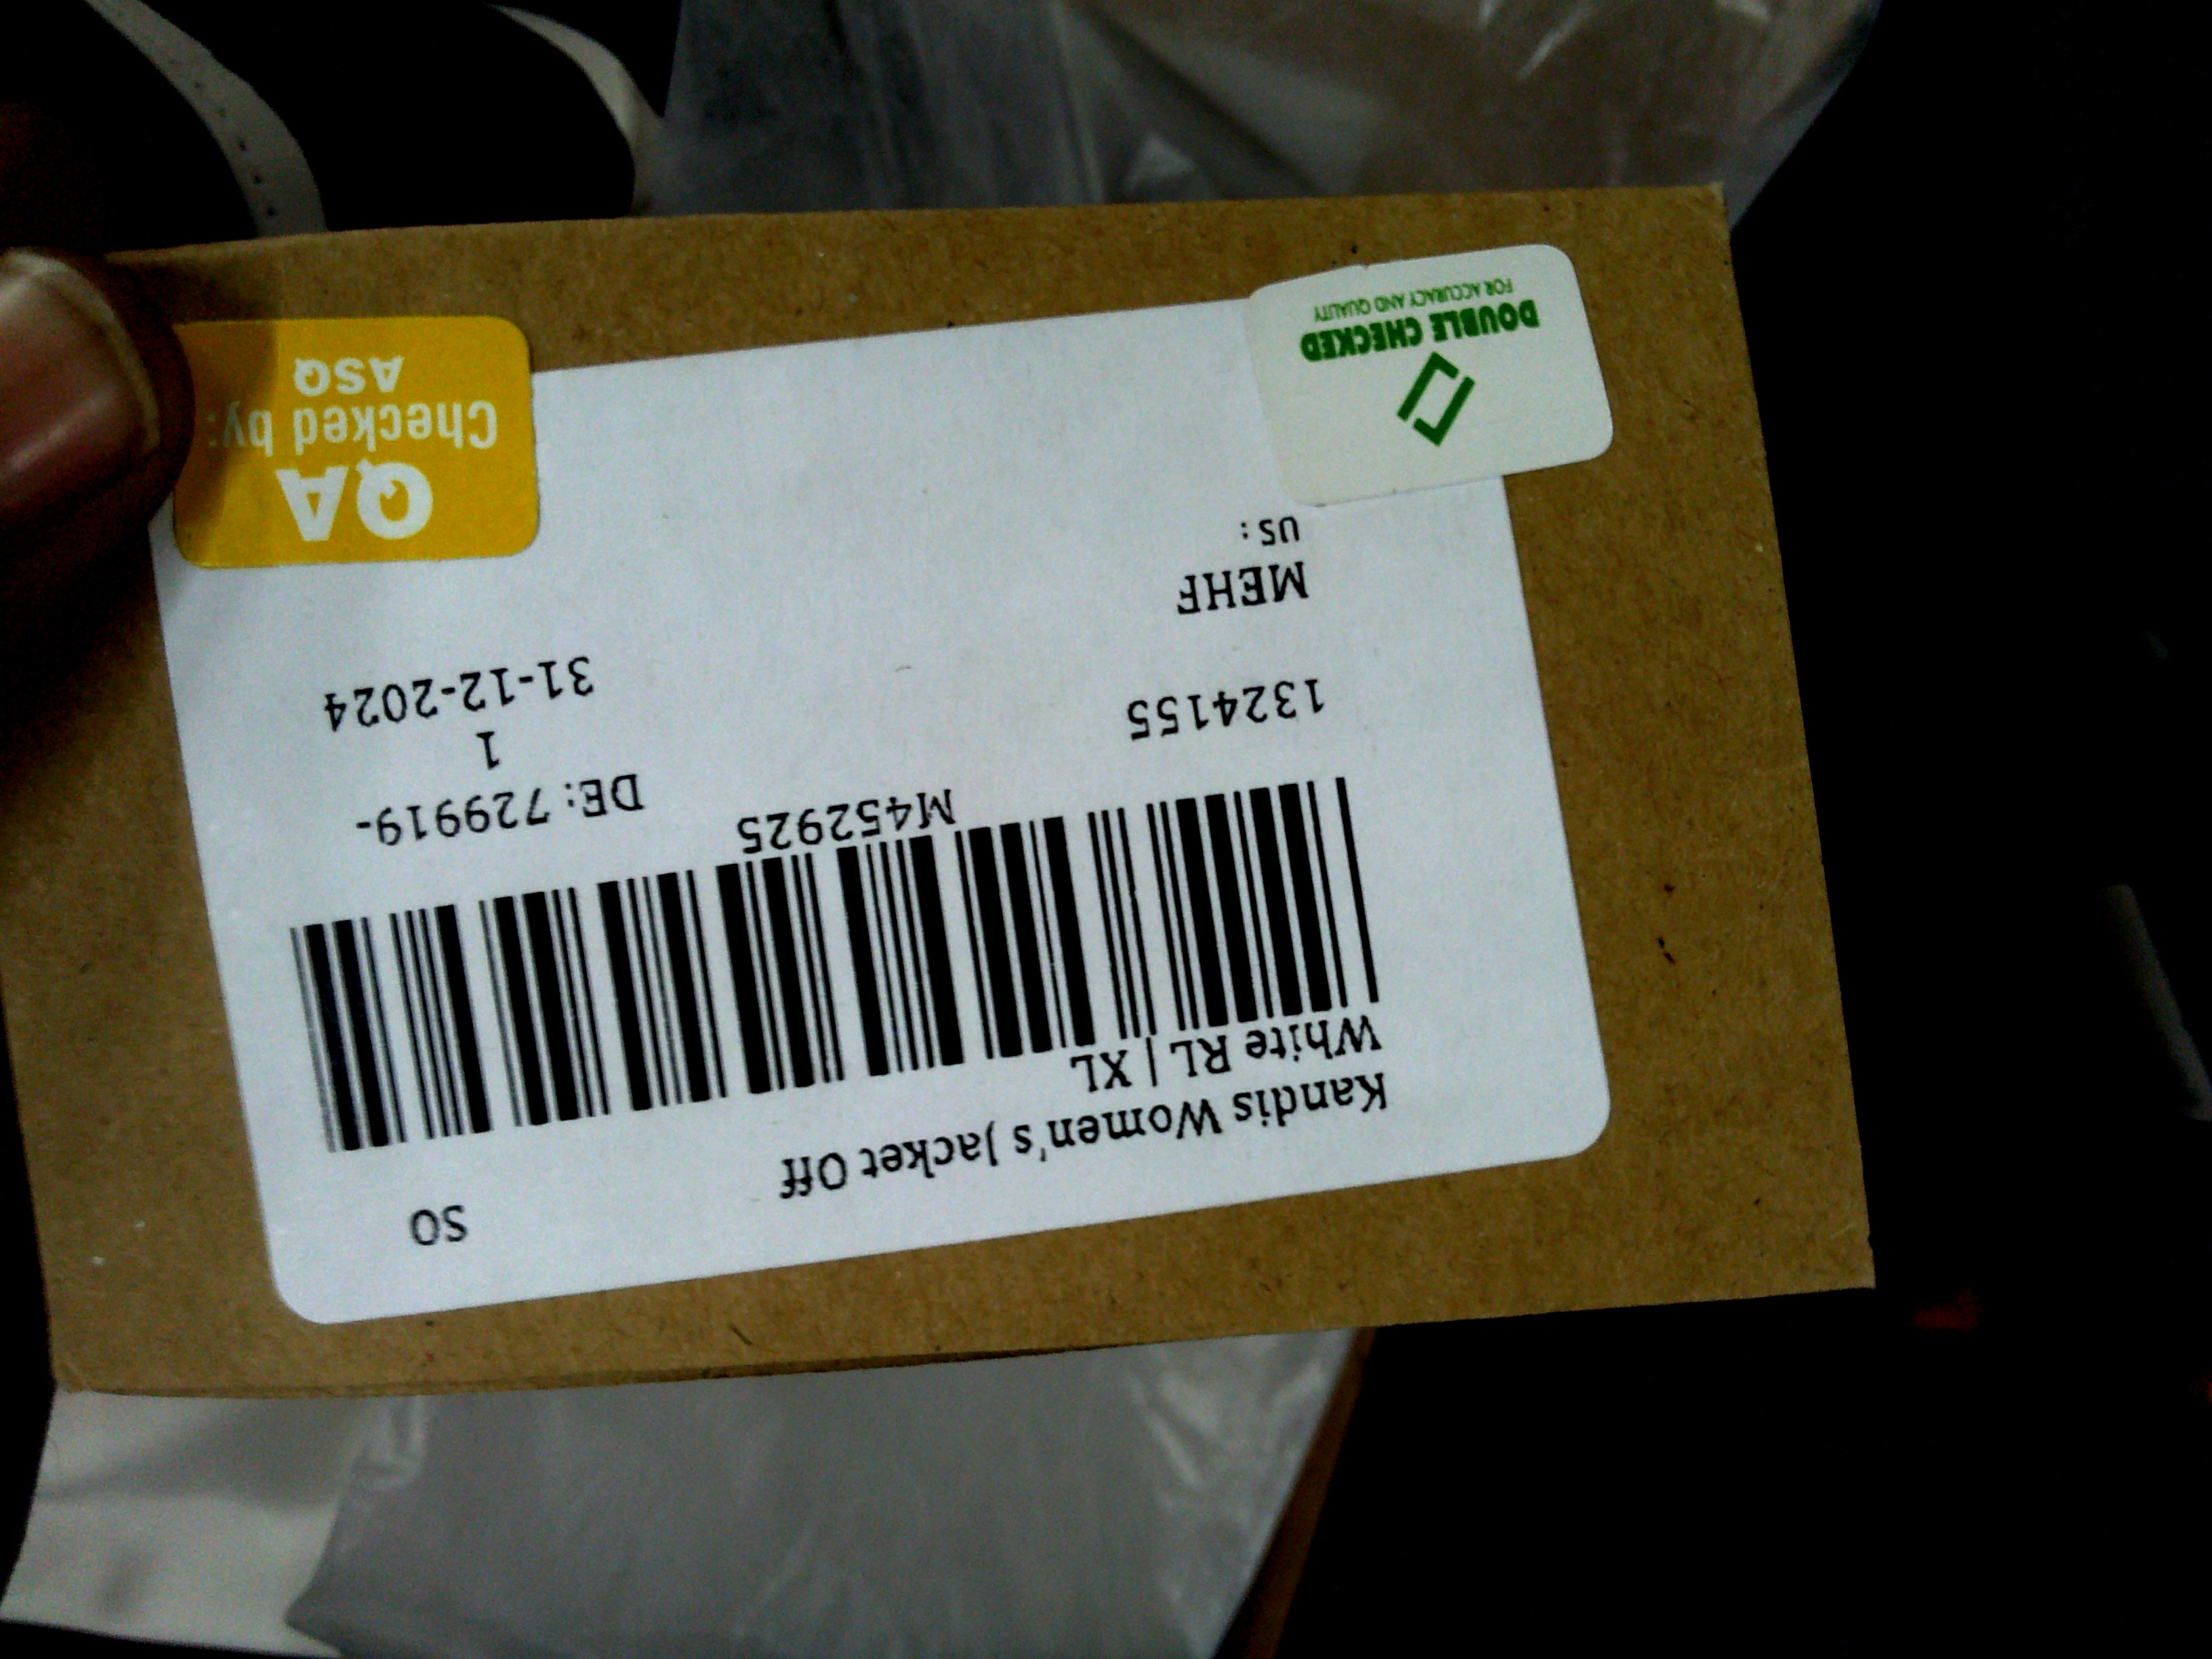 SO
Kandis Women's Jacket Off
White RL | XL
M452925
1324155
DE: 729919-
1
31-12-2024
MEHF
US :
QA
Checked by:
ASQ
DOUBLE CHECKED
FOR ACCURACY AND QUALITY